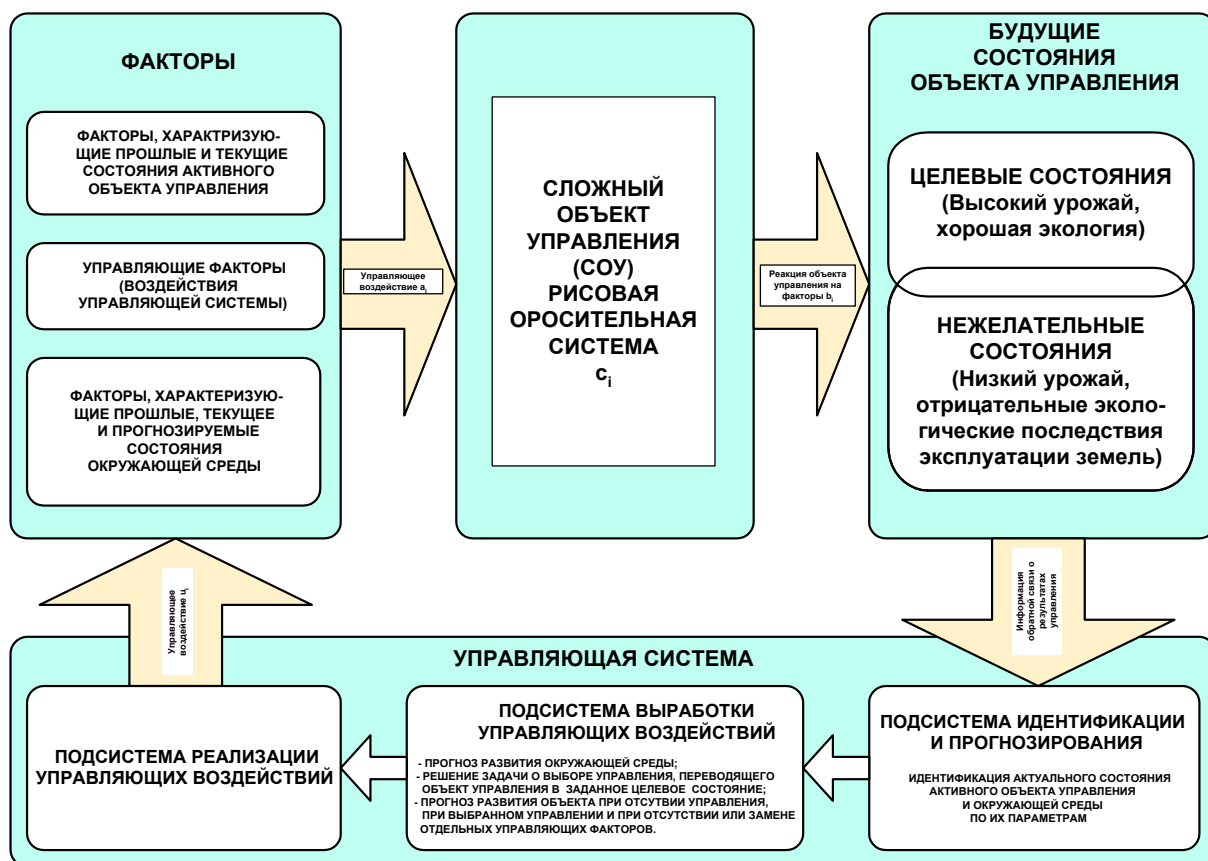 ФАКТОРЫ
ФАКТОРЫ, ХАРАКТРИЗУЮ-
ЩИЕ ПРОШЛЫЕ И ТЕКУЩИЕ
СОСТОЯНИЯ АКТИВНОГО
ОБЪЕКТА УПРАВЛЕНИЯ
УПРАВЛЯЮЩИЕ ФАКТОРЫ
(ВОЗДЕЙСТВИЯ
УПРАВЛЯЮЩЕЙ СИСТЕМЫ)
ФАКТОРЫ, ХАРАКТЕРИЗУЮ-
ЩИЕ ПРОШЛЫЕ, ТЕКУЩЕЕ
И ПРОГНОЗИРУЕМЫЕ
СОСТОЯНИЯ
ОКРУЖАЮЩЕЙ СРЕДЫ
Управляющее
воздействие ai
СЛОЖНЫЙ
ОБЪЕКТ
УПРАВЛЕНИЯ
(СОУ)
РИСОВАЯ
ОРОСИТЕЛЬНАЯ
СИСТЕМА
ci
Реакция объекта
управления на
факторы bi
БУДУЩИЕ
СОСТОЯНИЯ
ОБЪЕКТА УПРАВЛЕНИЯ
ЦЕЛЕВЫЕ СОСТОЯНИЯ
(Высокий урожай,
хорошая экология)
НЕЖЕЛАТЕЛЬНЫЕ
СОСТОЯНИЯ
(Низкий урожай,
отрицательные эколо-
гические последствия
эксплуатации земель)
Управляющее
воздействие ui
Информация
обратной связи о
результатах
управления
УПРАВЛЯЮЩАЯ СИСТЕМА
ПОДСИСТЕМА РЕАЛИЗАЦИИ
УПРАВЛЯЮЩИХ ВОЗДЕЙСТВИЙ
ПОДСИСТЕМА ВЫРАБОТКИ
УПРАВЛЯЮЩИХ ВОЗДЕЙСТВИЙ
- ПРОГНОЗ РАЗВИТИЯ ОКРУЖАЮЩЕЙ СРЕДЫ;
- РЕШЕНИЕ ЗАДАЧИ О ВЫБОРЕ УПРАВЛЕНИЯ, ПЕРЕВОДЯЩЕГО
ОБЪЕКТ УПРАВЛЕНИЯ В ЗАДАННОЕ ЦЕЛЕВОЕ СОСТОЯНИЕ;
- ПРОГНОЗ РАЗВИТИЯ ОБЪЕКТА ПРИ ОТСУТВИИ УПРАВЛЕНИЯ,
ПРИ ВЫБРАННОМ УПРАВЛЕНИИ И ПРИ ОТСУТСТВИИ ИЛИ ЗАМЕНЕ
ОТДЕЛЬНЫХ УПРАВЛЯЮЩИХ ФАКТОРОВ.
ПОДСИСТЕМА ИДЕНТИФИКАЦИИ
И ПРОГНОЗИРОВАНИЯ
ИДЕНТИФИКАЦИЯ АКТУАЛЬНОГО СОСТОЯНИЯ
АКТИВНОГО ОБЪЕКТА УПРАВЛЕНИЯ
И ОКРУЖАЮЩЕЙ СРЕДЫ
ПО ИХ ПАРАМЕТРАМ